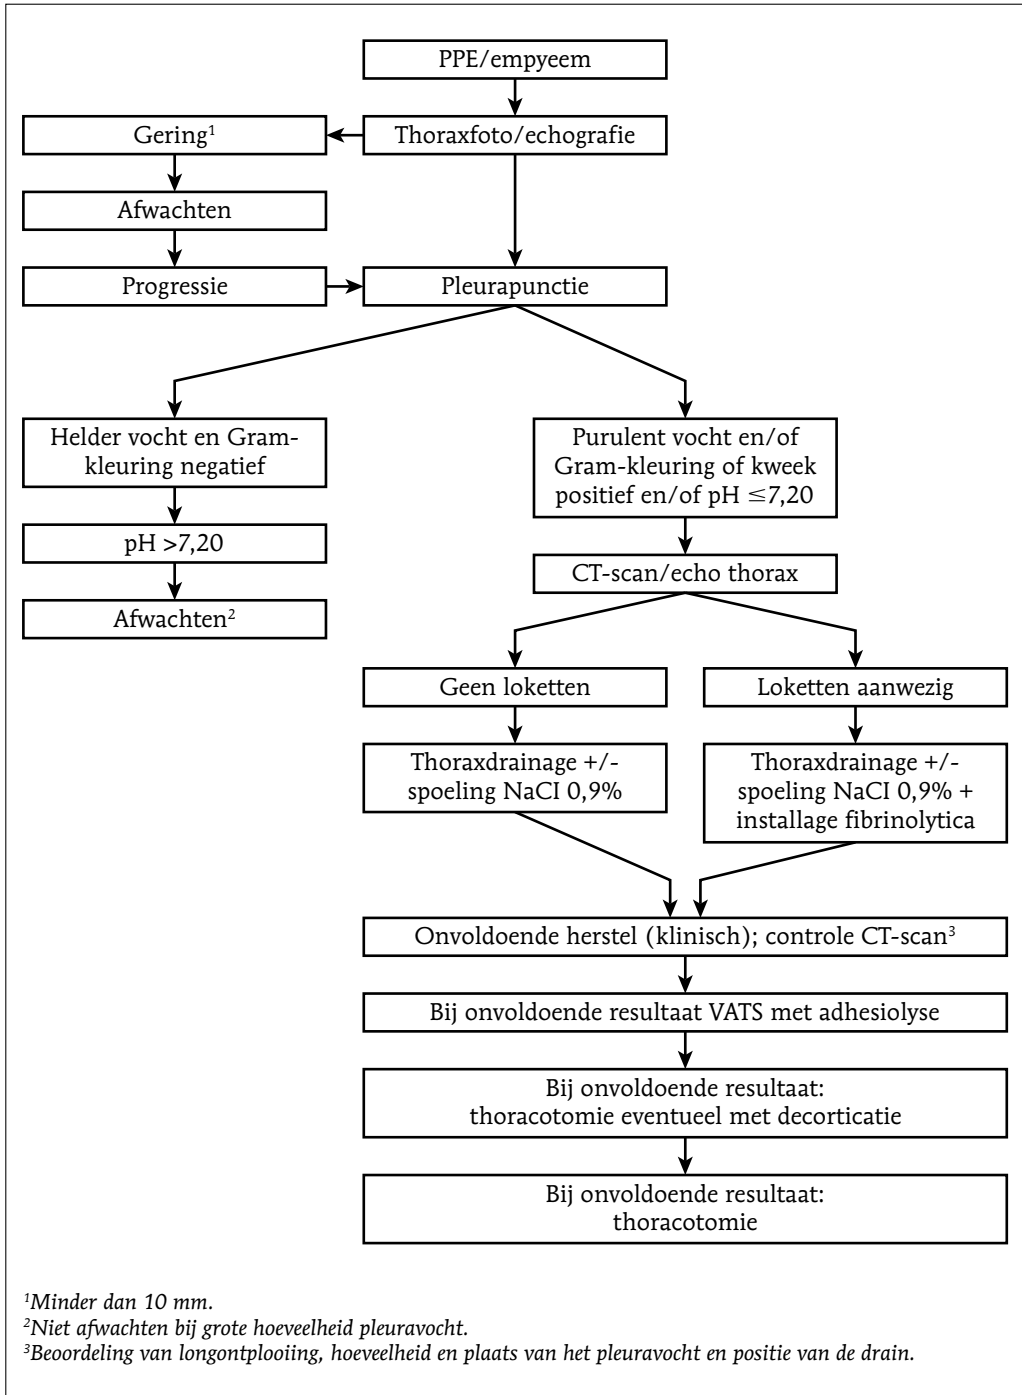 PPE/empyeem
Thoraxfoto/echografie
Gering¹
Afwachten
Progressie
Pleurapunctie
Helder vocht en Gram-
kleuring negatief
pH >7,20
Afwachten²
Purulent vocht en/of
Gram-kleuring of kweek
positief en/of pH ≤7,20
CT-scan/echo thorax
Geen loketten
Thoraxdrainage +/-
spoeling NaCI 0,9%
Loketten aanwezig
Thoraxdrainage +/-
spoeling NaCI 0,9% +
installage fibrinolytica
Onvoldoende herstel (klinisch); controle CT-scan³
Bij onvoldoende resultaat VATS met adhesiolyse
Bij onvoldoende resultaat:
thoracotomie eventueel met decorticatie
Bij onvoldoende resultaat:
thoracotomie
¹Minder dan 10 mm.
²Niet afwachten bij grote hoeveelheid pleuravocht.
³Beoordeling van longontplooiing, hoeveelheid en plaats van het pleuravocht en positie van de drain.